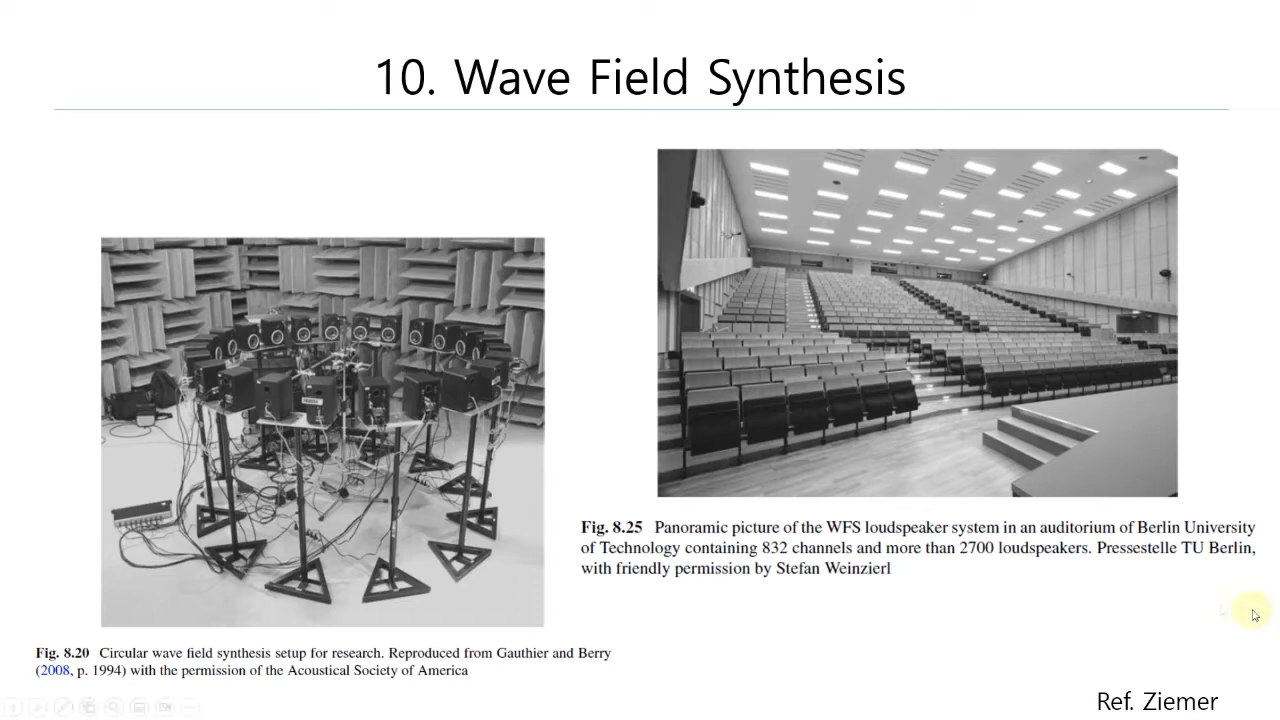 10. Wave Field Synthesis
Fig. 8.25 Panoramic picture of the WFS loudspeaker system in an auditorium of Berlin University
of Technology containing 832 channels and more than 2700 loudspeakers. Pressestelle TU Berlin,
with friendly permission by Stefan Weinzierl
Fig. 8.20 Circular wave field synthesis setup for research. Reproduced from Gauthier and Berry
(2008, p. 1994) with the permission of the Acoustical Society of America
Ref. Ziemer